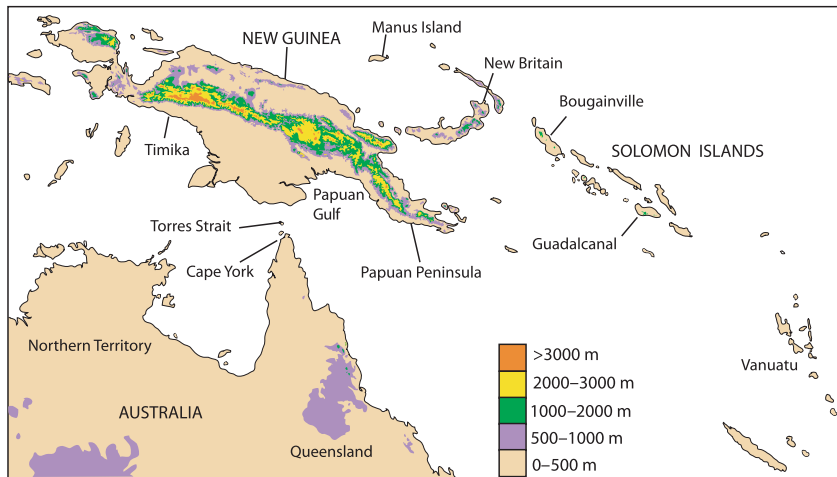 Manus Island
NEW GUINEA
New Britain
Bougainville
Timika
SOLOMON ISLANDS
Papuan
Gulf
Torres Strait
Guadalcanal
Cape York
Papuan Peninsula
Northern Territory
>3000 m
2000–3000 m
Vanuatu
AUSTRALIA
1000–2000 m
500–1000 m
Queensland
0–500 m